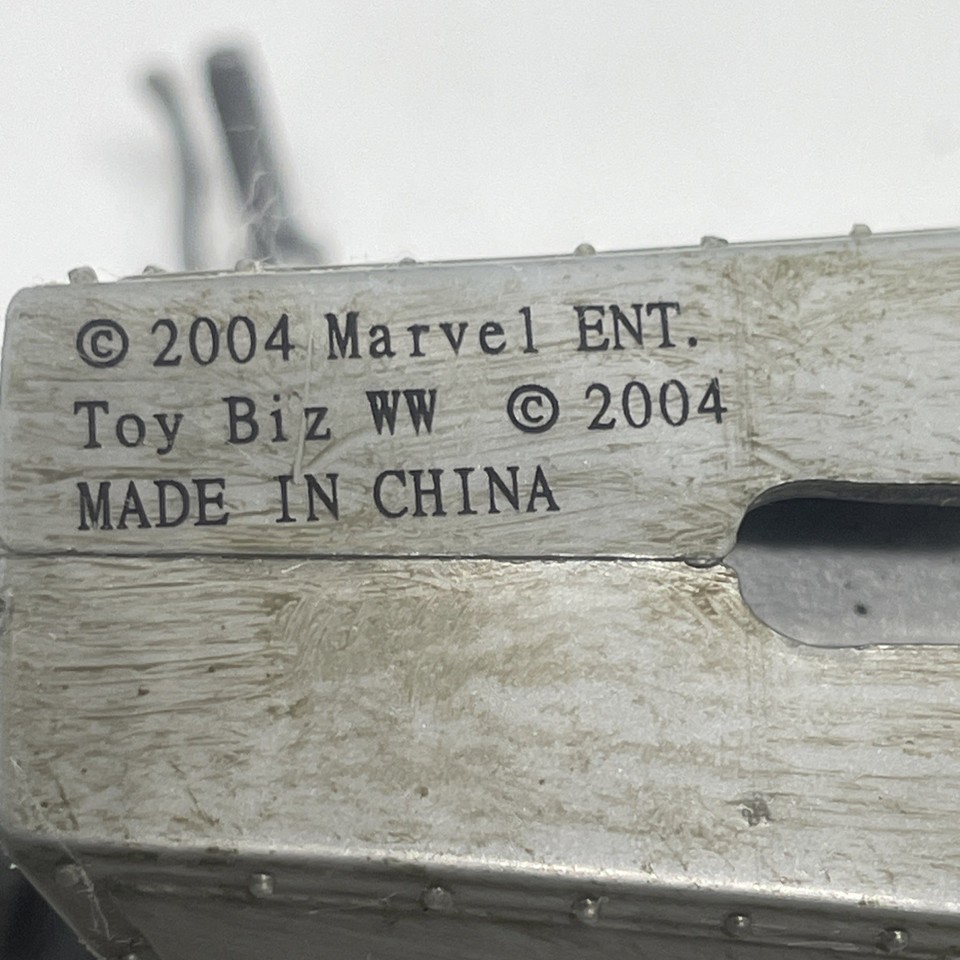 © 2004 Marvel ENT.
Toy Biz WW © 2004
MADE IN CHINA